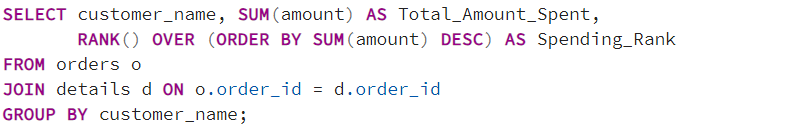 SELECT customer_name, SUM(amount) AS Total_Amount_Spent,
       RANK() OVER (ORDER BY SUM(amount) DESC) AS Spending_Rank
FROM orders o
JOIN details d ON o.order_id = d.order_id
GROUP BY customer_name;